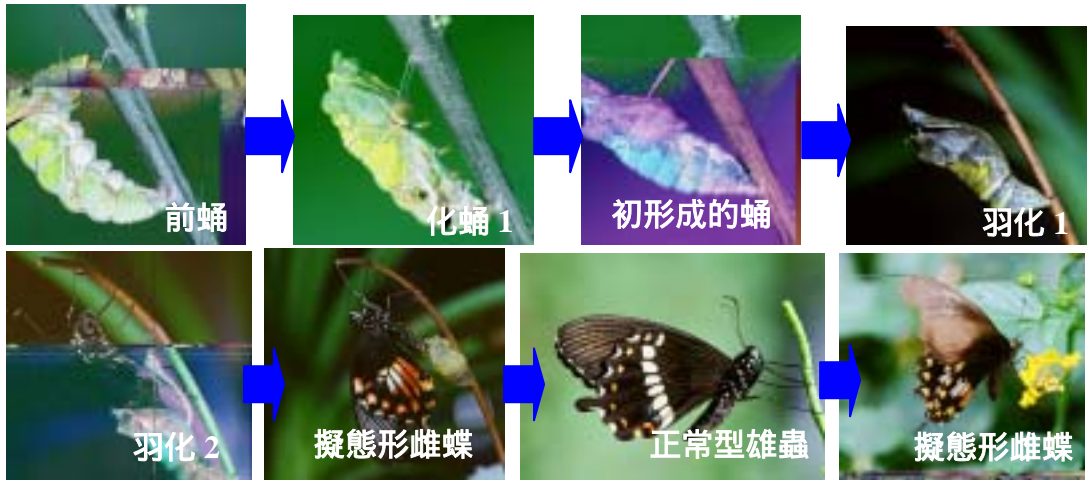 前蛹
化蛹 1
初形成的蛹
羽化 1
羽化 2
擬態形雌蝶
正常型雄蟲
擬態形雌蝶